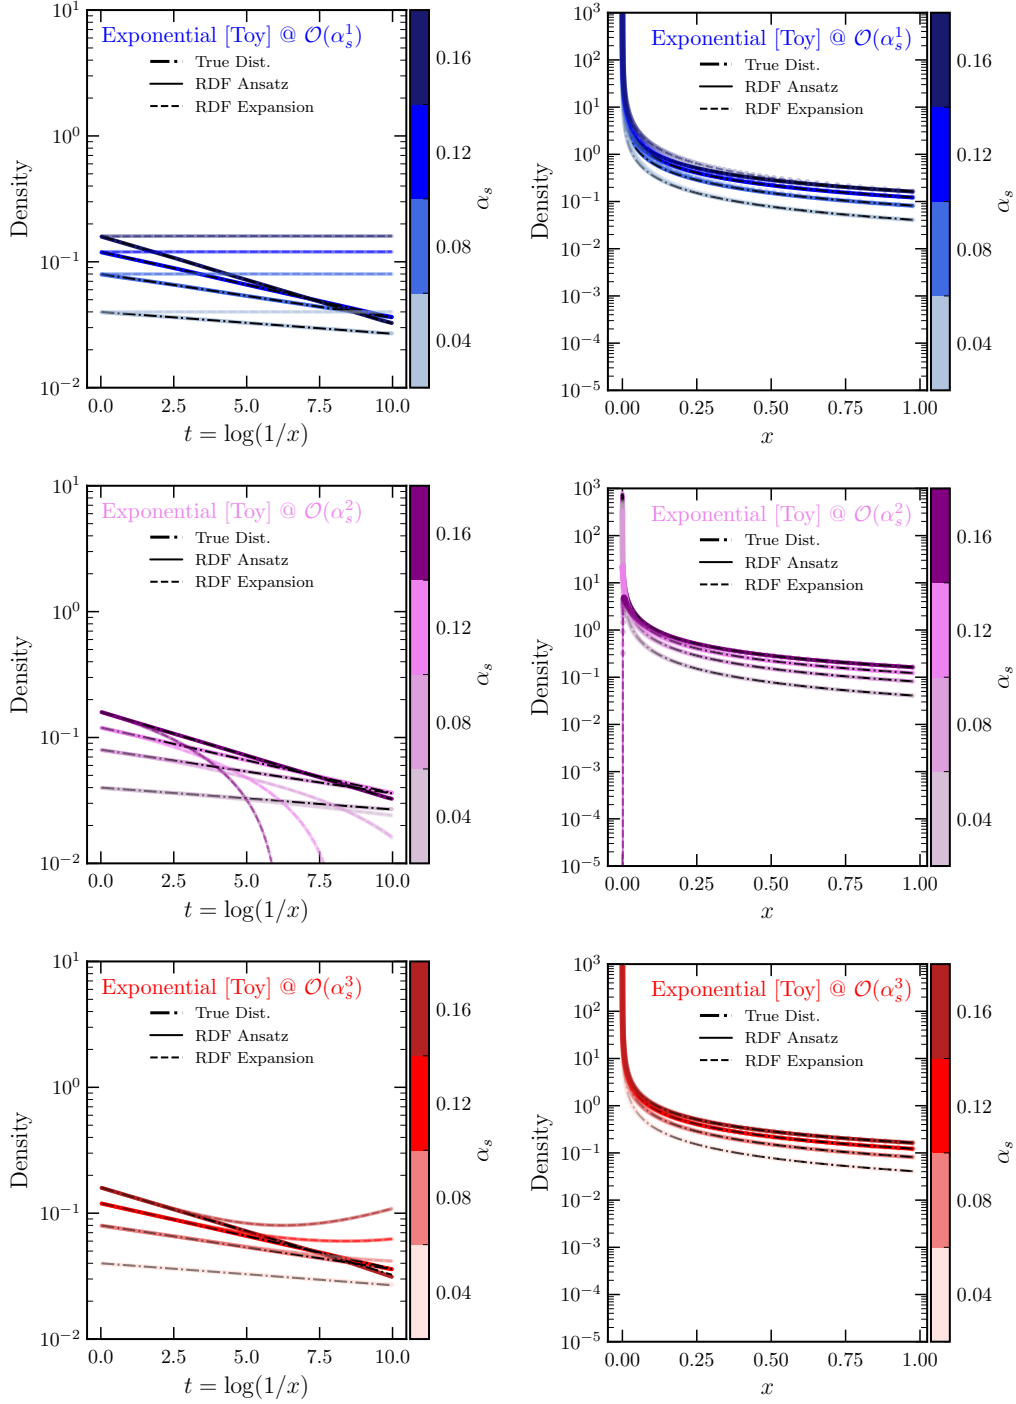 Exponential [Toy] @ $\mathcal{O}(\alpha_s^1)$
True Dist.
RDF Ansatz
RDF Expansion
Density
10^1
10^0
10^{-1}
10^{-2}
0.0 2.5 5.0 7.5 10.0
t = log(1/x)
0.16
0.12
0.08
0.04
α_s
Exponential [Toy] @ $\mathcal{O}(\alpha_s^1)$
True Dist.
RDF Ansatz
RDF Expansion
Density
10^3
10^2
10^1
10^0
10^{-1}
10^{-2}
10^{-3}
10^{-4}
10^{-5}
0.00 0.25 0.50 0.75 1.00
x
0.16
0.12
0.08
0.04
α_s
Exponential [Toy] @ $\mathcal{O}(\alpha_s^2)$
True Dist.
RDF Ansatz
RDF Expansion
Density
10^1
10^0
10^{-1}
10^{-2}
0.0 2.5 5.0 7.5 10.0
t = log(1/x)
0.16
0.12
0.08
0.04
α_s
Exponential [Toy] @ $\mathcal{O}(\alpha_s^2)$
True Dist.
RDF Ansatz
RDF Expansion
Density
10^3
10^2
10^1
10^0
10^{-1}
10^{-2}
10^{-3}
10^{-4}
10^{-5}
0.00 0.25 0.50 0.75 1.00
x
0.16
0.12
0.08
0.04
α_s
Exponential [Toy] @ $\mathcal{O}(\alpha_s^3)$
True Dist.
RDF Ansatz
RDF Expansion
Density
10^1
10^0
10^{-1}
10^{-2}
0.0 2.5 5.0 7.5 10.0
t = log(1/x)
0.16
0.12
0.08
0.04
α_s
Exponential [Toy] @ $\mathcal{O}(\alpha_s^3)$
True Dist.
RDF Ansatz
RDF Expansion
Density
10^3
10^2
10^1
10^0
10^{-1}
10^{-2}
10^{-3}
10^{-4}
10^{-5}
0.00 0.25 0.50 0.75 1.00
x
0.16
0.12
0.08
0.04
α_s